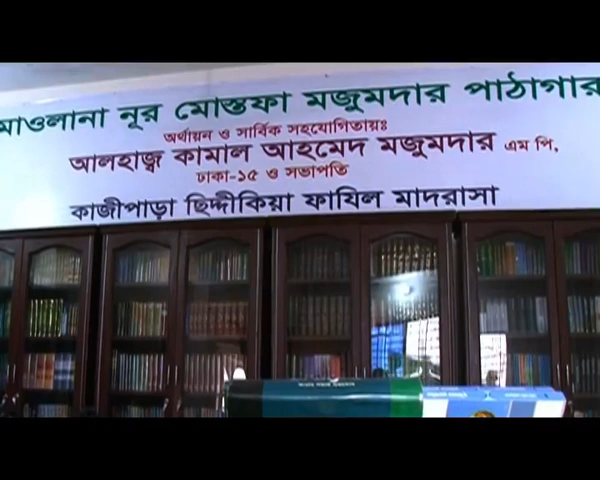 মাওলানা নূর মোস্তফা মজুমদার পাঠাগার
অর্থায়ন ও সার্বিক সহযোগিতায়ঃ
আলহাজ্ব কামাল আহমেদ মজুমদার এম পি,
ঢাকা-১৫ ও সভাপতি
কাজীপাড়া ছিদ্দীকিয়া ফাযিল মাদরাসা